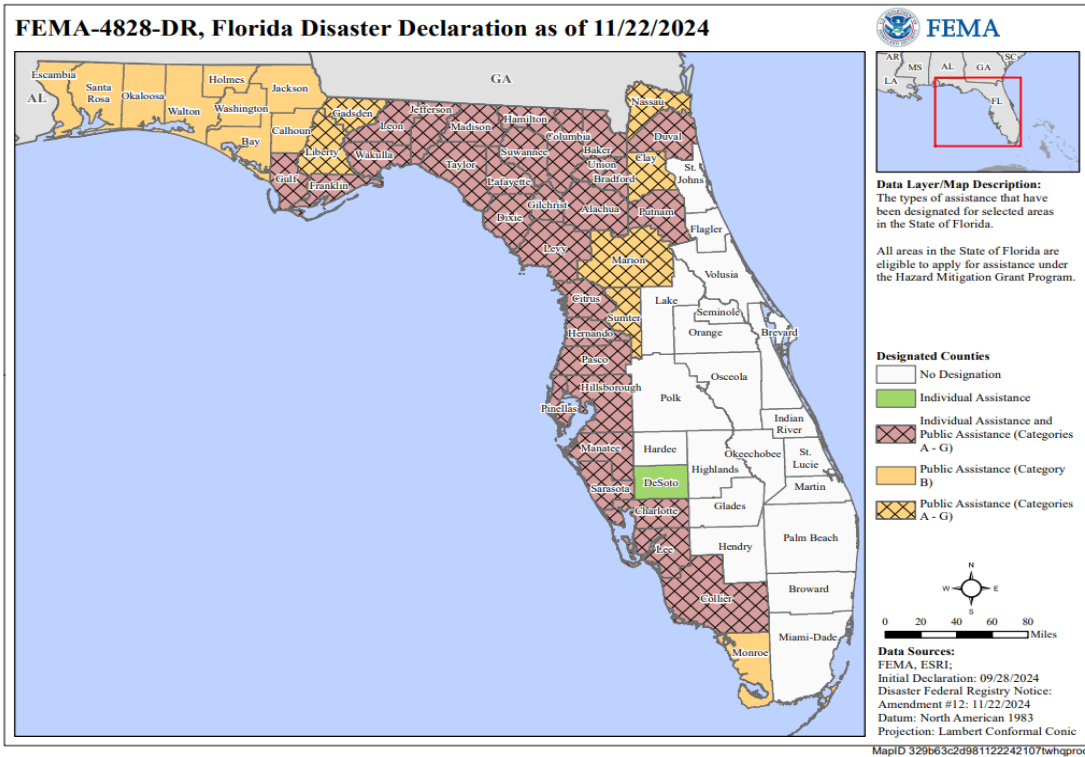 FEMA-4828-DR, Florida Disaster Declaration as of 11/22/2024
FEMA
AR
MS
AL
GA
SC
LA
FL
GA
AL
Escambia
Santa
Rosa
Okaloosa
Walton
Holmes
Washington
Jackson
Bay
Calhoun
Gadsden
Liberty
Gulf
Franklin
Leon
Wakulla
Jefferson
Madison
Taylor
Hamilton
Suwannee
Lafayette
Columbia
Baker
Union
Bradford
Gilchrist
Dixie
Alachua
Levy
Nassau
Duval
Clay
St.
Johns
Putnam
Flagler
Marion
Volusia
Citrus
Sumter
Lake
Seminole
Orange
Brevard
Hernando
Pasco
Hillsborough
Pinellas
Polk
Osceola
Indian
River
Manatee
Hardee
Okeechobee
St.
Lucie
Highlands
Sarasota
DeSoto
Martin
Charlotte
Glades
Lee
Hendry
Palm Beach
Collier
Broward
Monroe
Miami-Dade
Data Layer/Map Description:
The types of assistance that have
been designated for selected areas
in the State of Florida.
All areas in the State of Florida are
eligible to apply for assistance under
the Hazard Mitigation Grant Program.
Designated Counties
No Designation
Individual Assistance
Individual Assistance and
Public Assistance (Categories
A - G)
Public Assistance (Category
B)
Public Assistance (Categories
A - G)
N
W
E
S
0 20 40 60 80
Miles
Data Sources:
FEMA, ESRI;
Initial Declaration: 09/28/2024
Disaster Federal Registry Notice:
Amendment #12: 11/22/2024
Datum: North American 1983
Projection: Lambert Conformal Conic
MapID 329b63c2d981122242107twhqprod